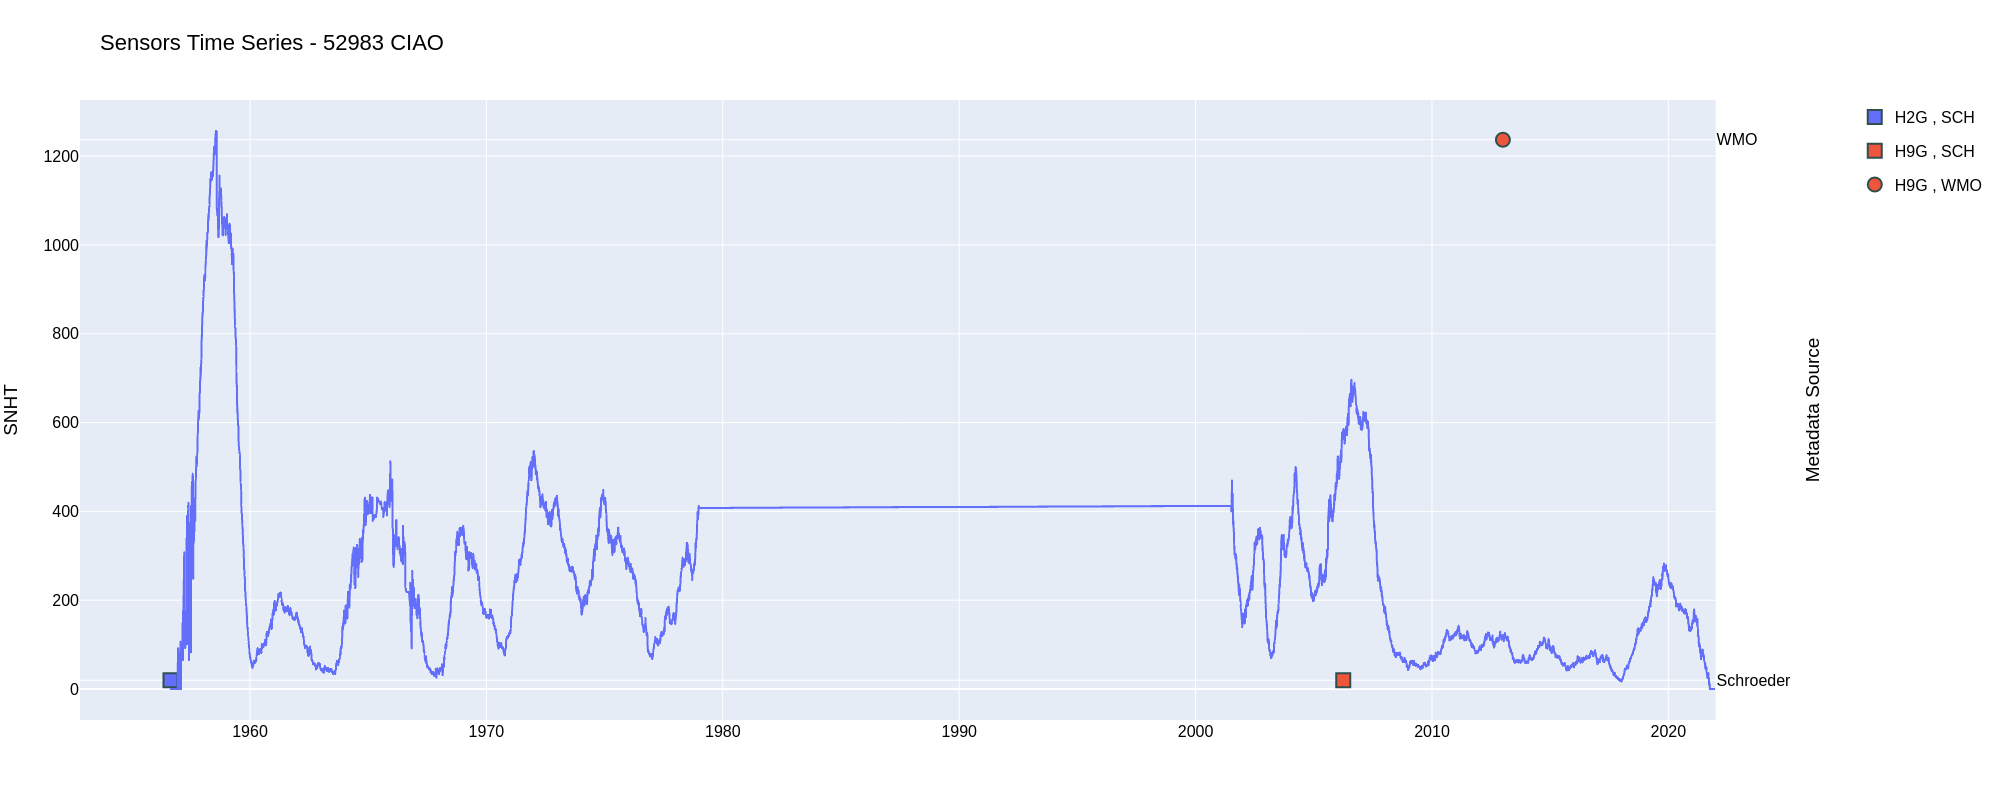 Sensors Time Series - 52983 CIAO
H2G , SCH
H9G , SCH
H9G , WMO
WMO
Schroeder
Metadata Source
SNHT
1200
1000
800
600
400
200
0
1960 1970 1980 1990 2000 2010 2020